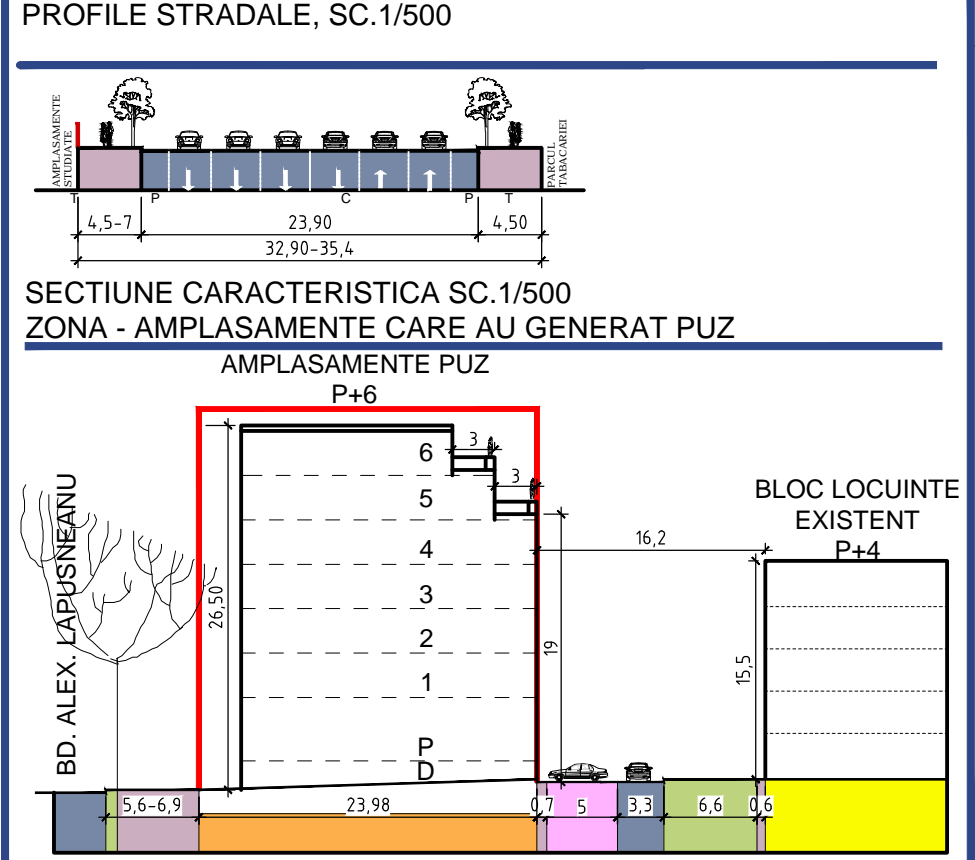 PROFILE STRADALE, SC.1/500
AMPLASAMENTE
STUDIATE
PARCUL
TABACARIEI
T P C P T
4,5-7 23,90 4,50
32,90-35,4
SECTIUNE CARACTERISTICA SC.1/500
ZONA - AMPLASAMENTE CARE AU GENERAT PUZ
AMPLASAMENTE PUZ
P+6
BD. ALEX. LAPUSNEANU
26,50
6
5
4
3
2
1
P
D
3
3
19
16,2
BLOC LOCUINTE
EXISTENT
P+4
15,5
5,6-6,9 23,98 0,7 5 3,3 6,6 0,6